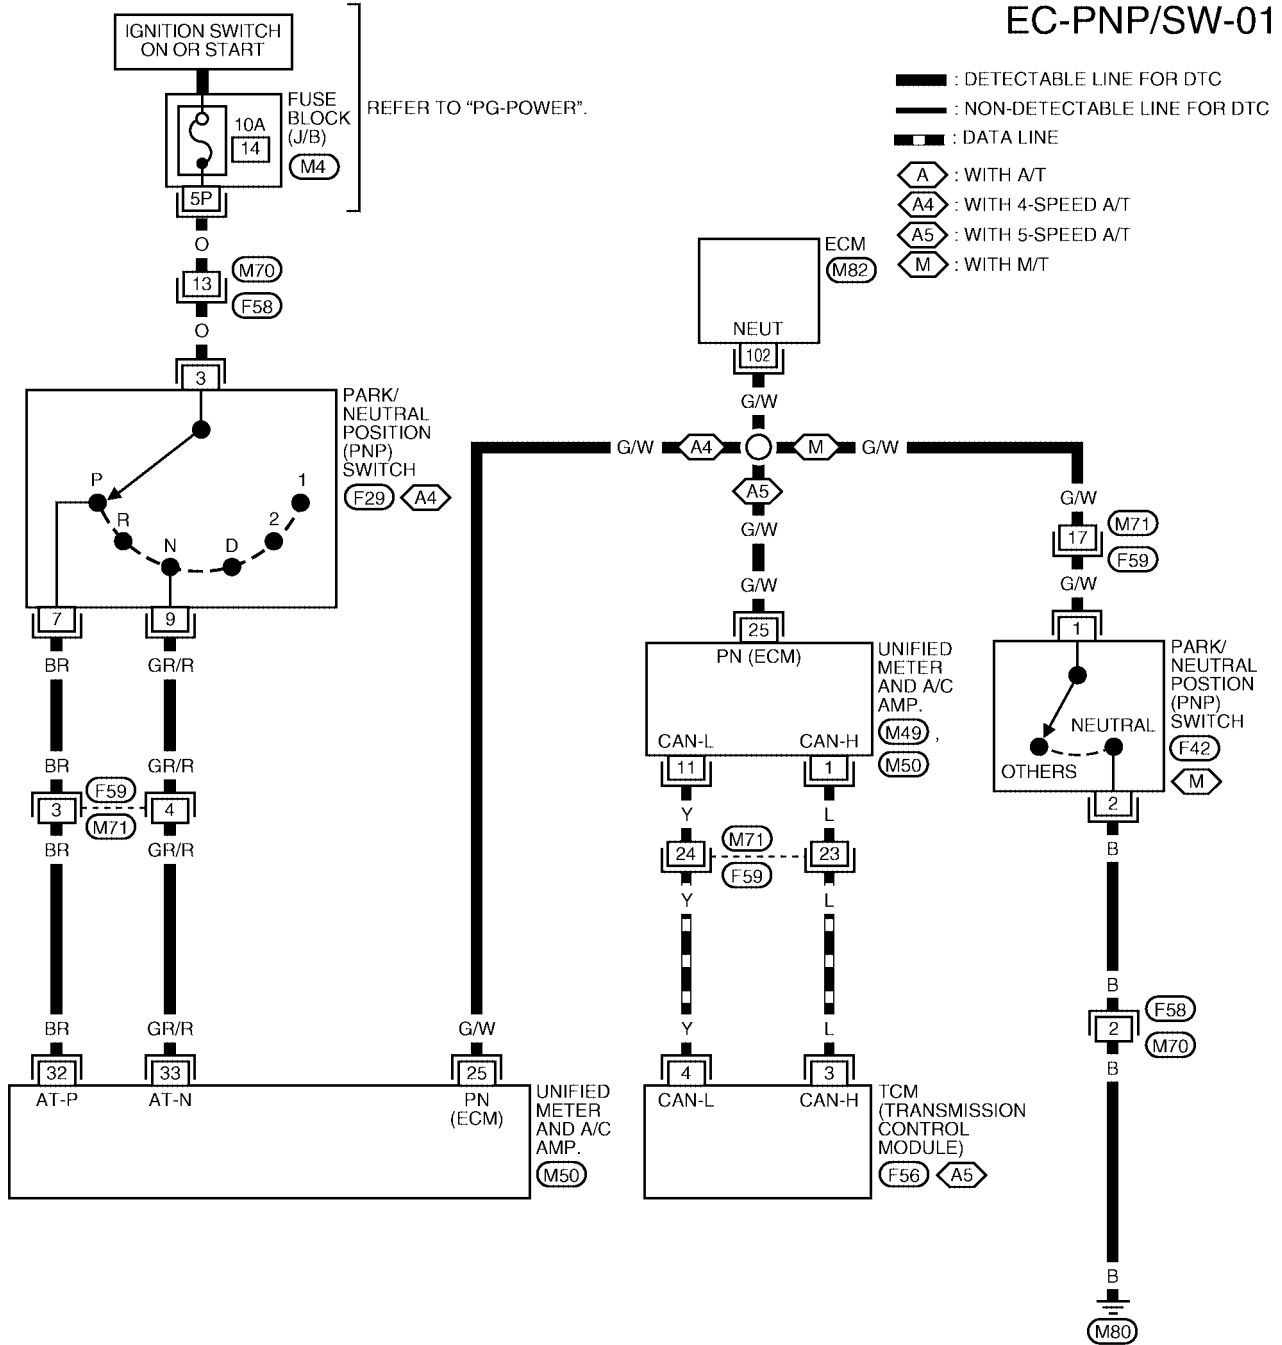 EC-PNP/SW-01
IGNITION SWITCH
ON OR START
FUSE
BLOCK
(J/B)
M4
10A
14
5P
REFER TO “PG-POWER”.
: DETECTABLE LINE FOR DTC
: NON-DETECTABLE LINE FOR DTC
: DATA LINE
A : WITH A/T
A4 : WITH 4-SPEED A/T
A5 : WITH 5-SPEED A/T
M : WITH M/T
O
13
M70
F58
O
3
PARK/
NEUTRAL
POSITION
(PNP)
SWITCH
F29 A4
P
R
N
D
2
1
7
9
BR
GR/R
BR
GR/R
3
F59
M71
4
BR
GR/R
BR
GR/R
G/W
32
33
25
AT-P
AT-N
PN
(ECM)
UNIFIED
METER
AND A/C
AMP.
M50
ECM
M82
NEUT
102
G/W
G/W
A4
M
G/W
A5
G/W
G/W
25
PN (ECM)
UNIFIED
METER
AND A/C
AMP.
M49 ,
M50
CAN-L
CAN-H
11
1
Y
L
24
M71
F59
23
Y
L
Y
L
4
3
CAN-L
CAN-H
TCM
(TRANSMISSION
CONTROL
MODULE)
F56 A5
G/W
17
M71
F59
G/W
1
PARK/
NEUTRAL
POSTION
(PNP)
SWITCH
F42
M
NEUTRAL
OTHERS
2
B
B
2
F58
M70
B
B
M80